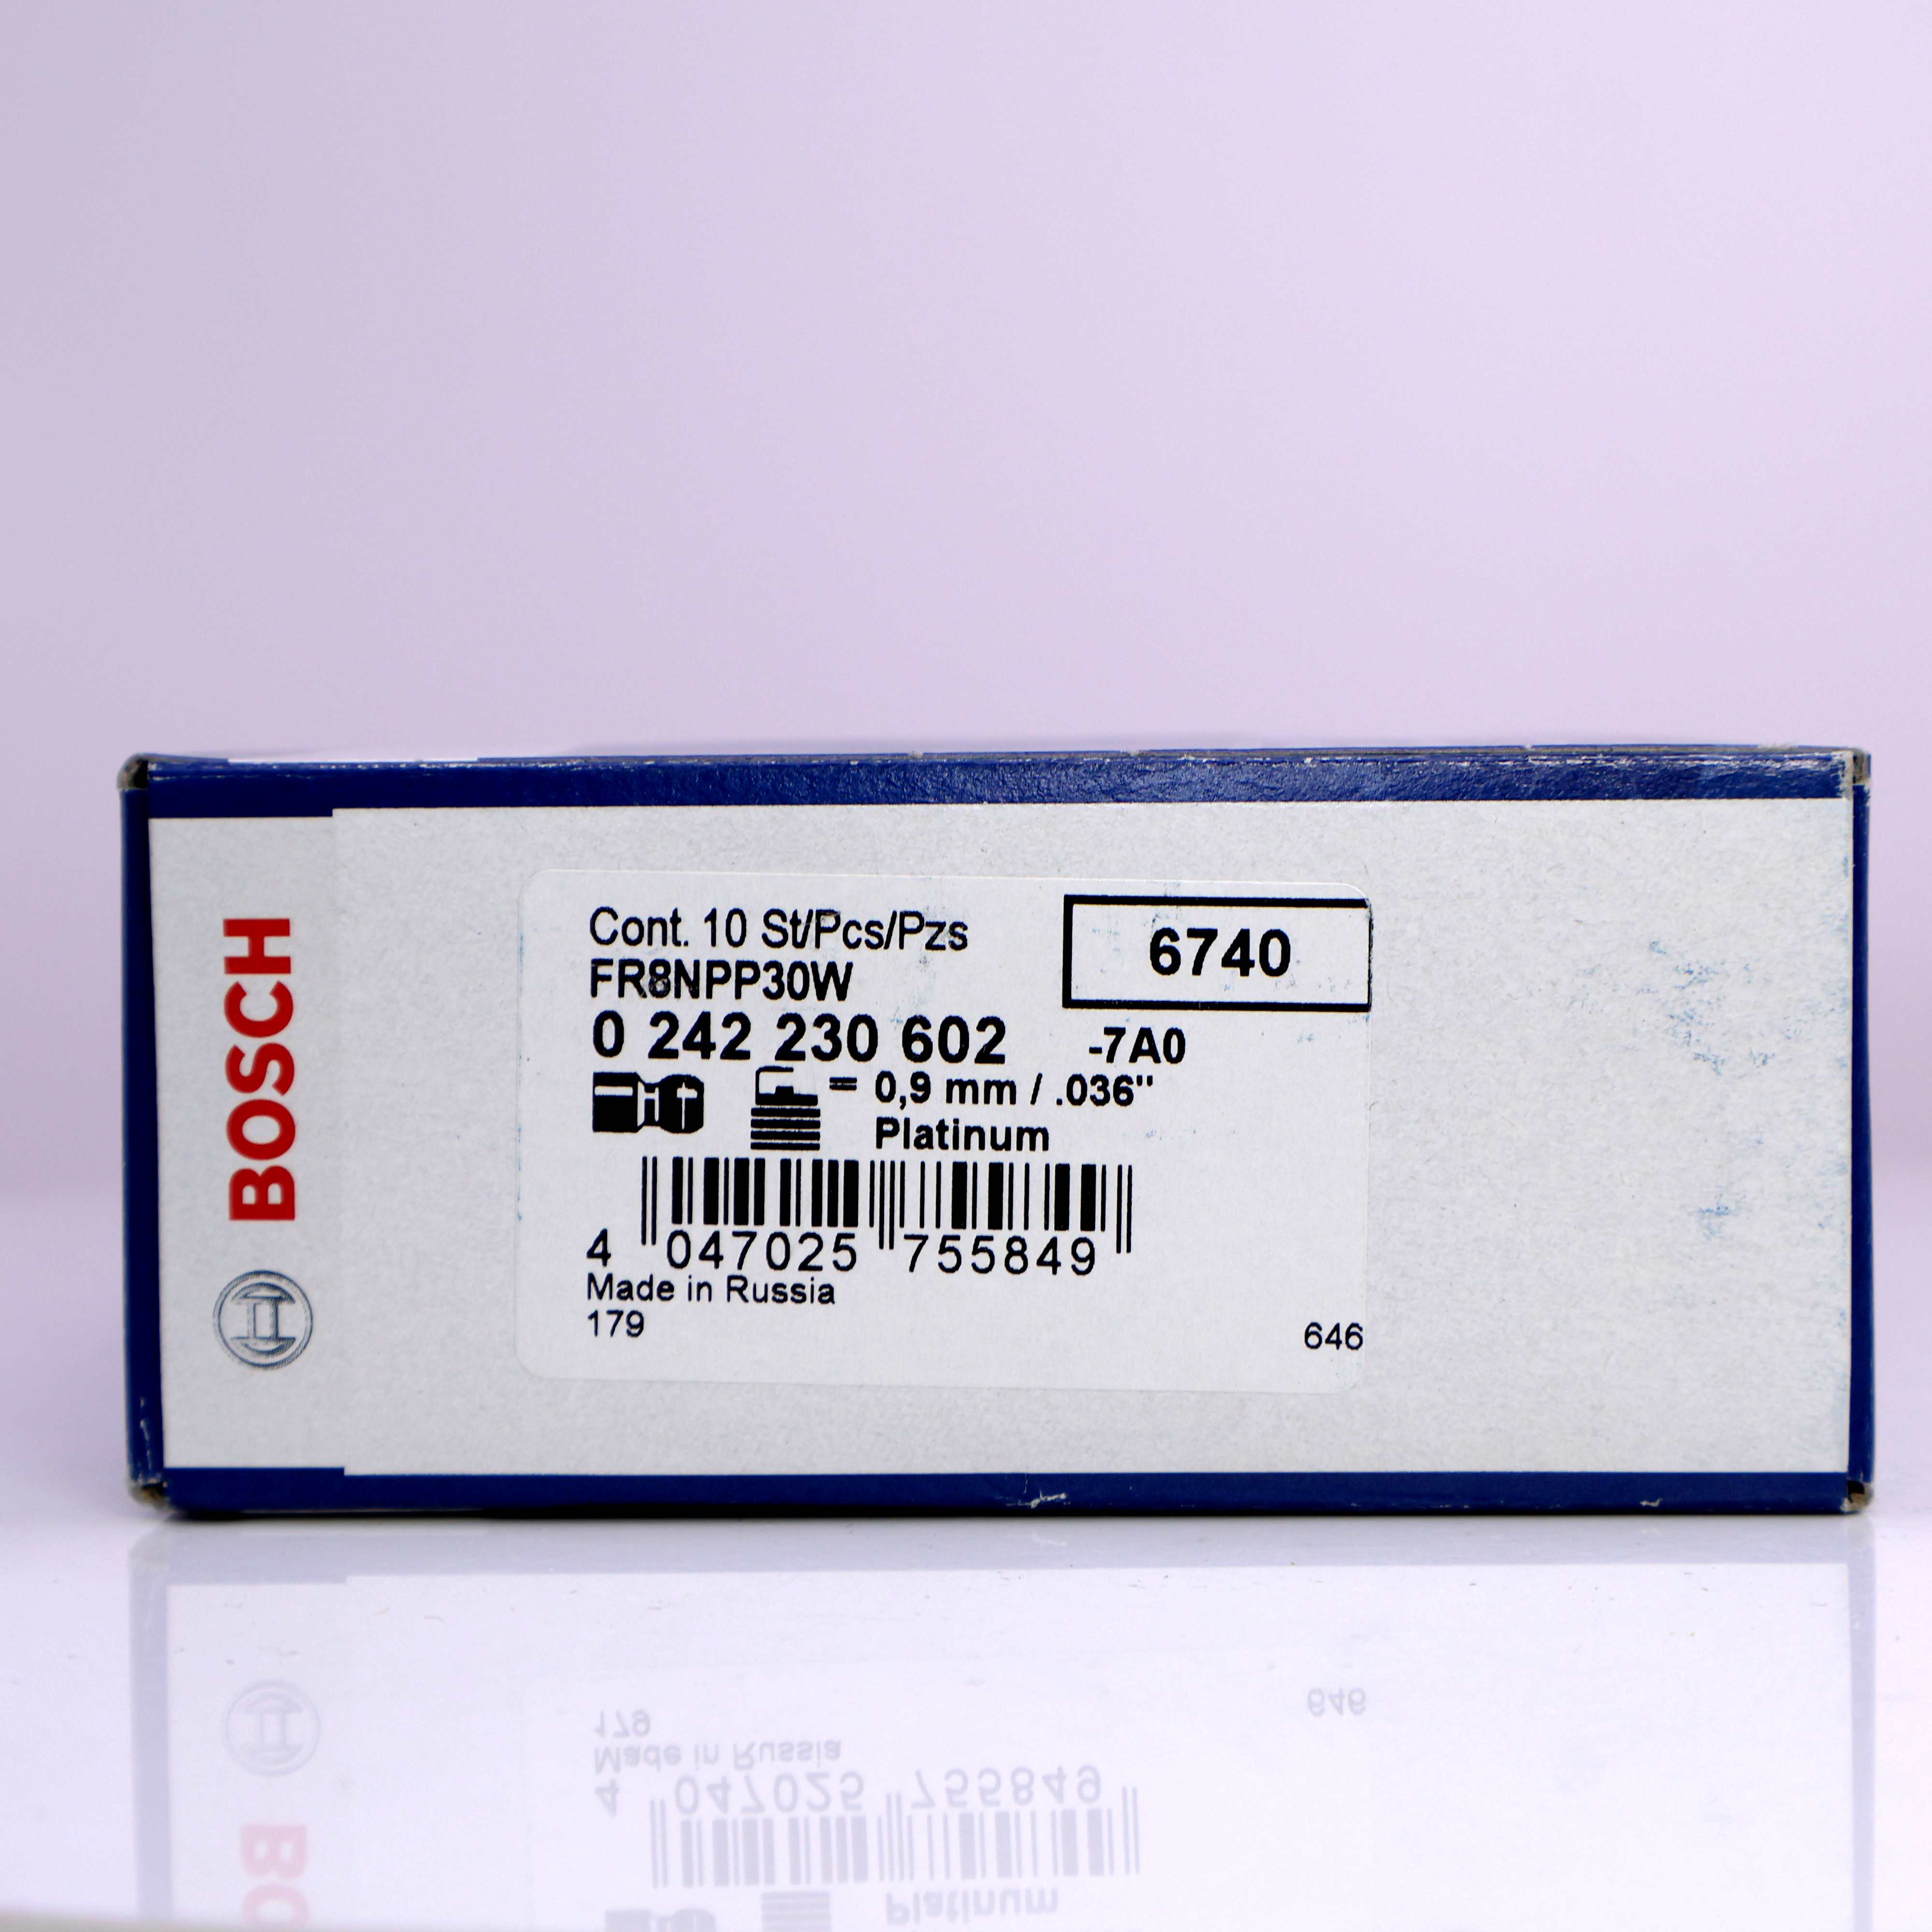 BOSCH
Cont. 10 St/Pcs/Pzs
6740
FR8NPP30W
0 242 230 602 -7A0
= 0,9 mm / .036"
Platinum
4 047025 755849
Made in Russia
179
646